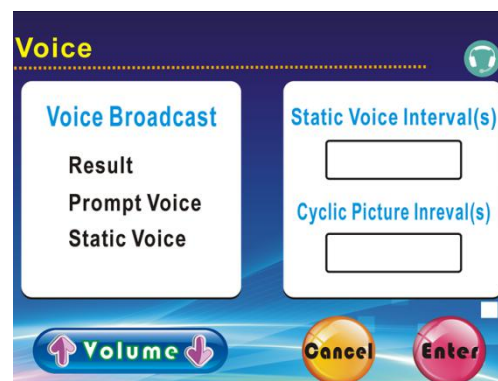 Voice
Voice Broadcast
Result
Prompt Voice
Static Voice
Static Voice Interval(s)
Cyclic Picture Inreval(s)
Volume
Cancel
Enter